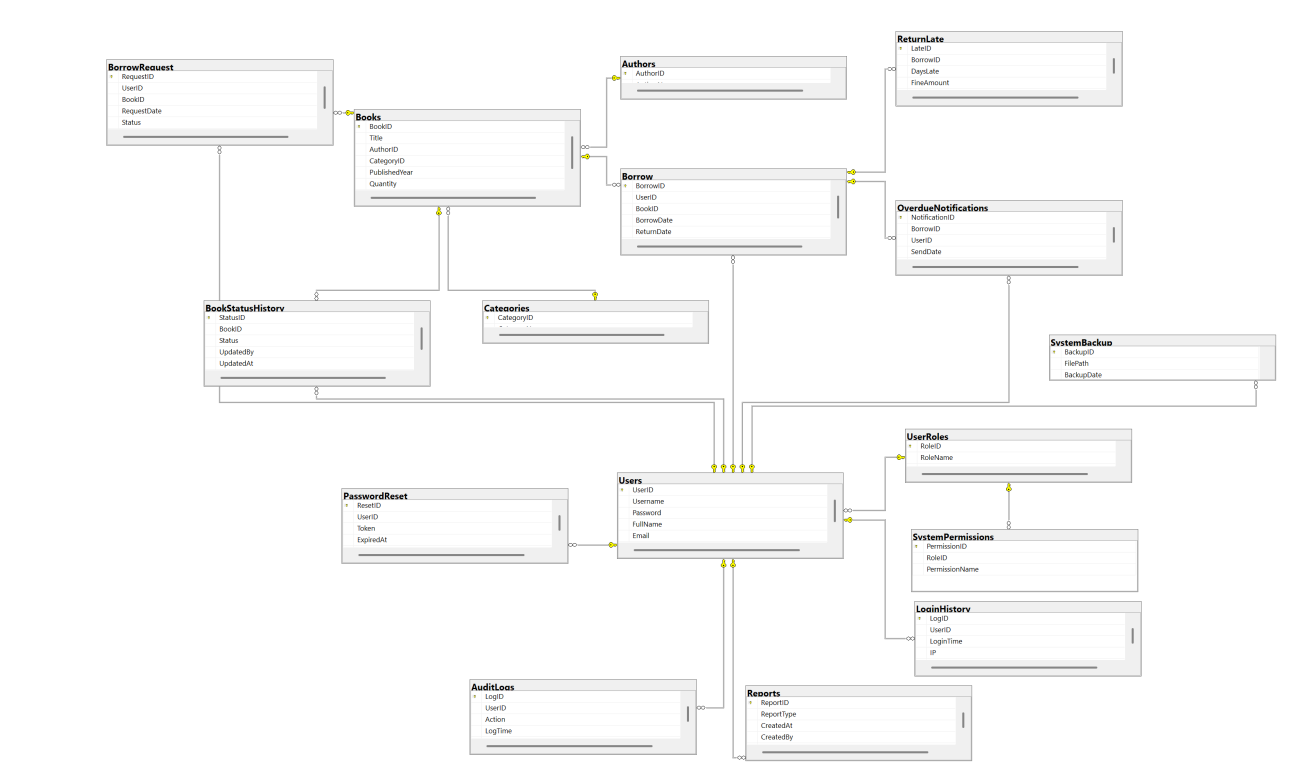 BorrowRequest
RequestID
UserID
BookID
RequestDate
Status
Books
BookID
Title
AuthorID
CategoryID
PublishedYear
Quantity
Authors
AuthorID
ReturnLate
LateID
BorrowID
DaysLate
FineAmount
Borrow
BorrowID
UserID
BookID
BorrowDate
ReturnDate
OverdueNotifications
NotificationID
BorrowID
UserID
SendDate
BookStatusHistory
StatusID
BookID
Status
UpdatedBy
UpdatedAt
Categories
CategoryID
SystemBackup
BackupID
FilePath
BackupDate
UserRoles
RoleID
RoleName
Users
UserID
Username
Password
FullName
Email
PasswordReset
ResetID
UserID
Token
ExpiredAt
SystemPermissions
PermissionID
RoleID
PermissionName
LoginHistory
LogID
UserID
LoginTime
IP
AuditLogs
LogID
UserID
Action
LogTime
Reports
ReportID
ReportType
CreatedAt
CreatedBy